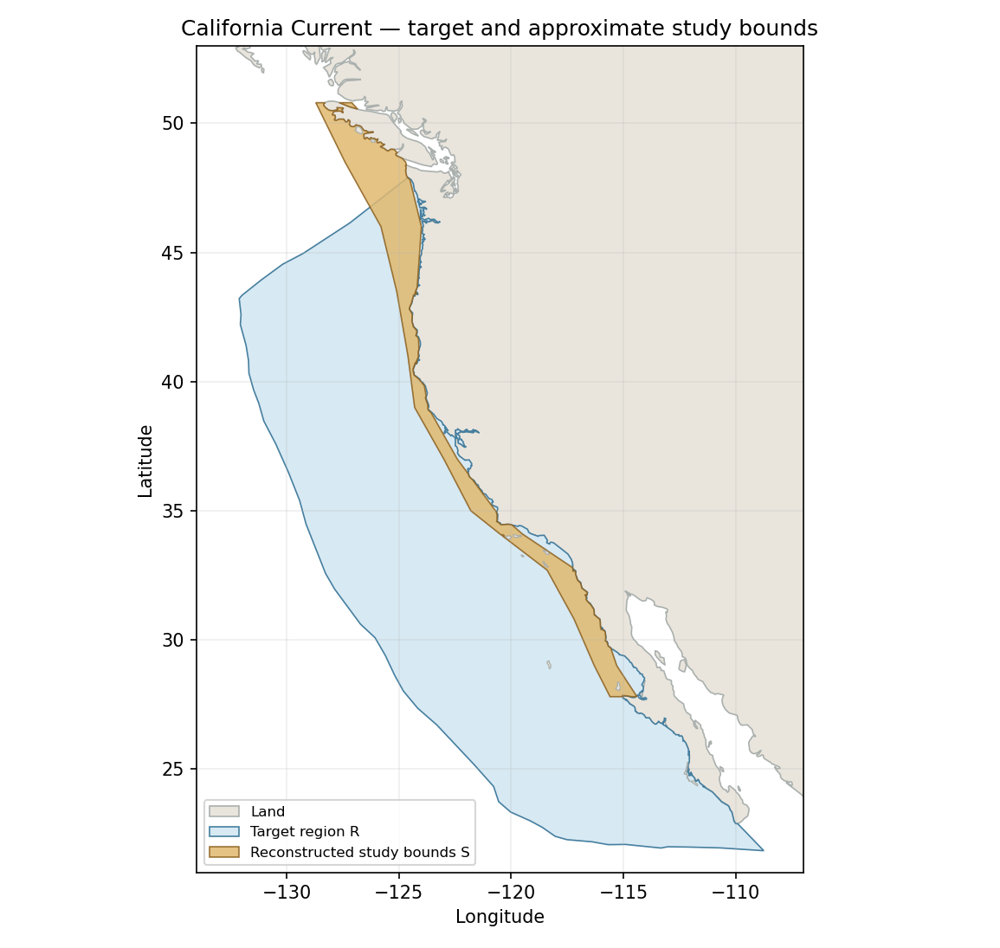 California Current — target and approximate study bounds
50
45
40
35
30
25
Latitude
Land
Target region R
Reconstructed study bounds S
−130
−125
−120
−115
−110
Longitude